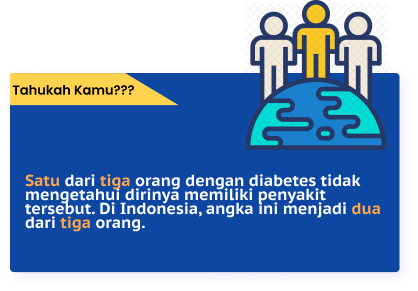 Tahukah Kamu???
Satu dari tiga orang dengan diabetes tidak
mengetahui dirinya memiliki penyakit
tersebut. Di Indonesia, angka ini menjadi dua
dari tiga orang.